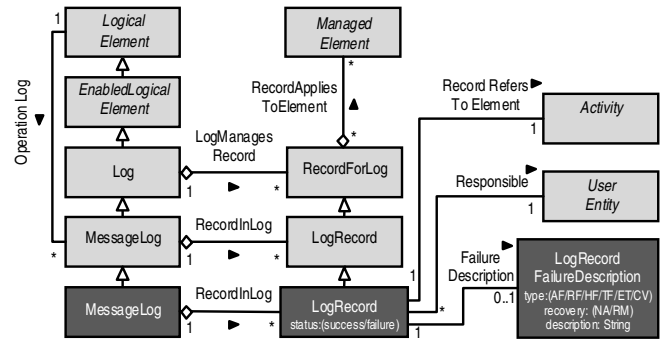 1
Logical
Element
Managed
Element
Operation Log
EnabledLogical
Element
RecordApplies
ToElement
*
*
Record Refers
To Element
1
Activity
Log
1
LogManages
Record
*
RecordForLog
Responsible
1
User
Entity
*
MessageLog
1
RecordInLog
*
LogRecord
1
*
Failure
Description
0..1
LogRecord
FailureDescription
type:(AF/RF/HF/TF/ET/CV)
recovery: (NA/RM)
description: String
MessageLog
1
RecordInLog
*
LogRecord
status:(success/failure)
1